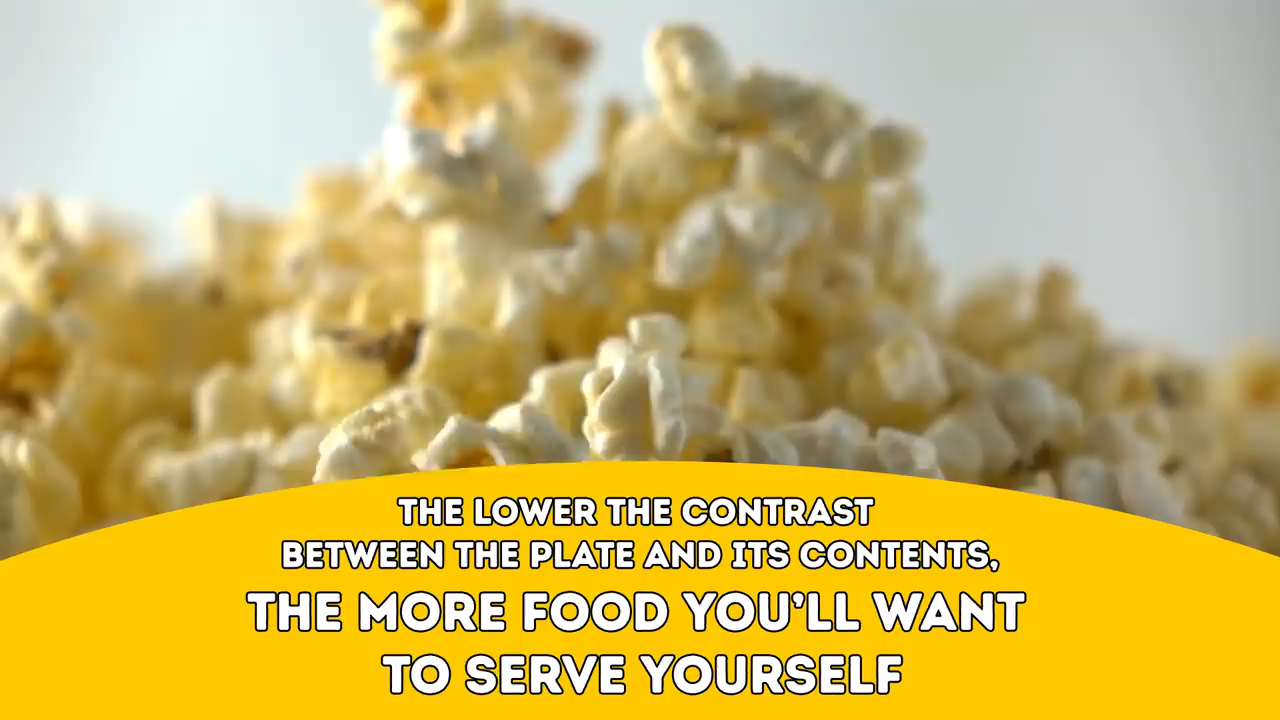 THE LOWER THE CONTRAST
BETWEEN THE PLATE AND ITS CONTENTS,
THE MORE FOOD YOU'LL WANT
TO SERVE YOURSELF